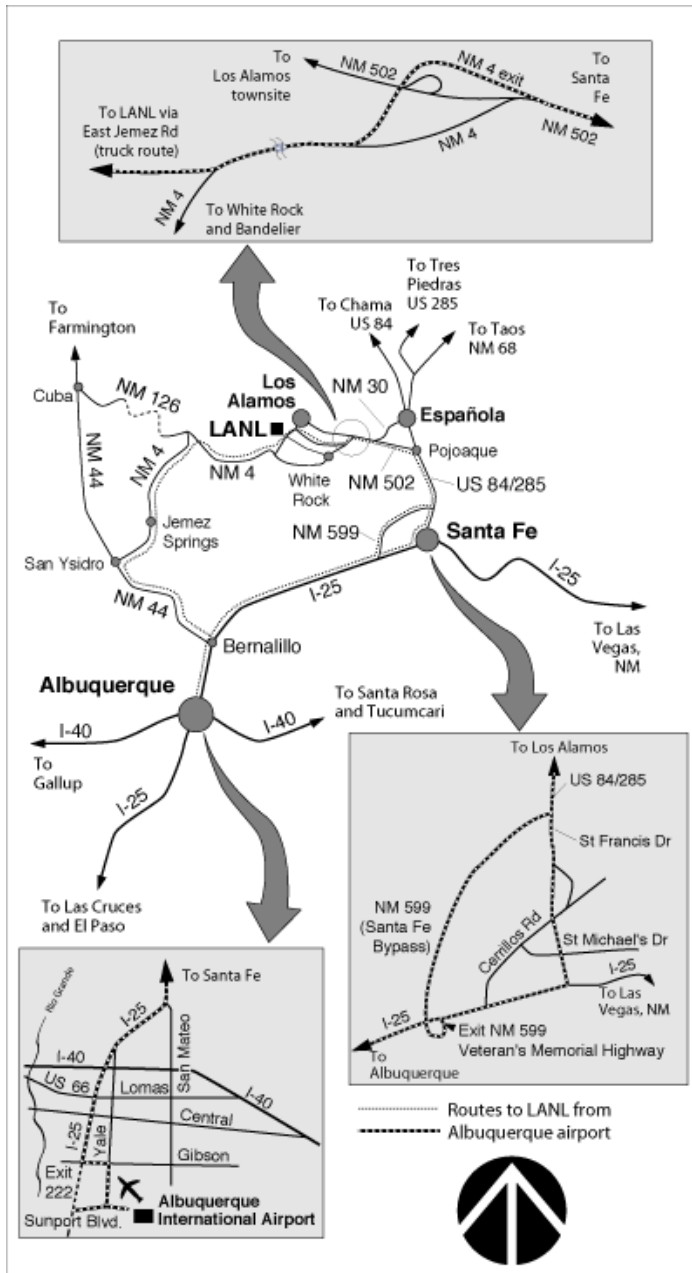 To
Los Alamos
townsite
NM 502
NM 4 exit
To
Santa
Fe
NM 502
To LANL via
East Jemez Rd
(truck route)
NM 4
NM 4
To White Rock
and Bandelier
To
Farmington
To Chama
US 84
To Tres
Piedras
US 285
To Taos
NM 68
Cuba
NM 126
Los
Alamos
NM 30
Española
LANL
NM 44
NM 4
NM 4
White
Rock
NM 502
Pojoaque
US 84/285
Jemez
Springs
NM 599
Santa Fe
San Ysidro
NM 44
I-25
I-25
Bernalillo
To Las
Vegas,
NM
Albuquerque
To Santa Rosa
and Tucumcari
I-40
I-40
To
Gallup
I-25
To Las Cruces
and El Paso
To Los Alamos
US 84/285
St Francis Dr
NM 599
(Santa Fe
Bypass)
Cerrillos Rd
St Michael's Dr
I-25
To Las
Vegas, NM
I-25
Exit NM 599
Veteran's Memorial Highway
To
Albuquerque
To Santa Fe
Rio Grande
I-25
San Mateo
I-40
US 66
Lomas
I-40
Central
I-25
Yale
Gibson
Exit
222
Sunport Blvd.
Albuquerque
International Airport
Routes to LANL from
Albuquerque airport